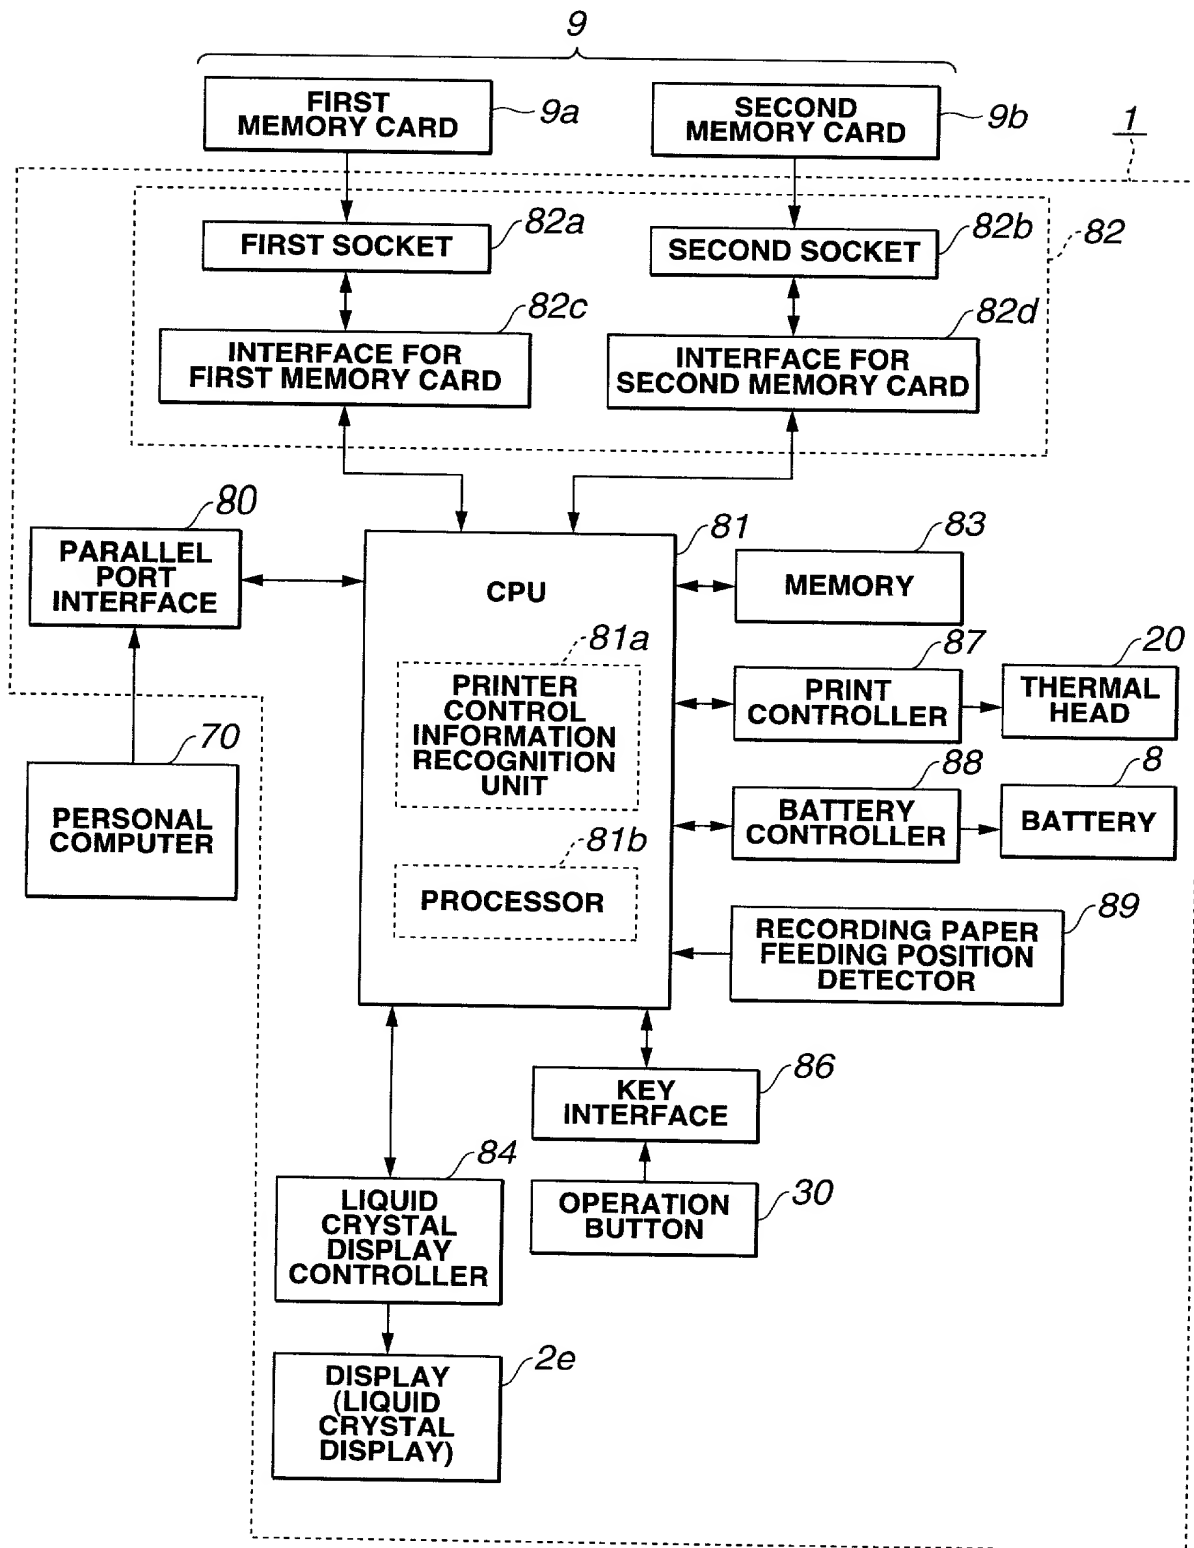 9
FIRST
MEMORY CARD
9a
SECOND
MEMORY CARD
9b
1
FIRST SOCKET
82a
SECOND SOCKET
82b
82
INTERFACE FOR
FIRST MEMORY CARD
82c
INTERFACE FOR
SECOND MEMORY CARD
82d
80
PARALLEL
PORT
INTERFACE
81
CPU
83
MEMORY
81a
PRINTER
CONTROL
INFORMATION
RECOGNITION
UNIT
87
PRINT
CONTROLLER
20
THERMAL
HEAD
70
PERSONAL
COMPUTER
88
BATTERY
CONTROLLER
8
BATTERY
81b
PROCESSOR
89
RECORDING PAPER
FEEDING POSITION
DETECTOR
86
KEY
INTERFACE
84
LIQUID
CRYSTAL
DISPLAY
CONTROLLER
30
OPERATION
BUTTON
2e
DISPLAY
(LIQUID
CRYSTAL
DISPLAY)